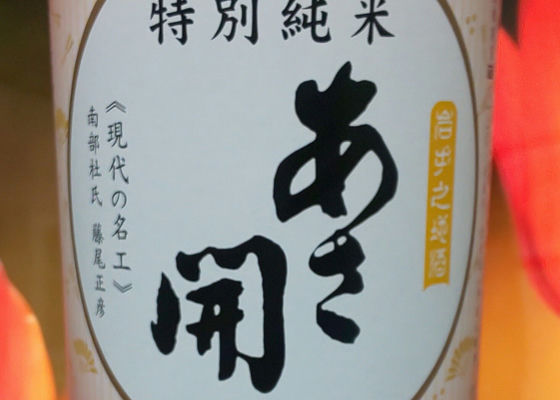 特別純米
岩手之地酒
あさ
開
《現代の名工》
南部杜氏 藤尾正彦